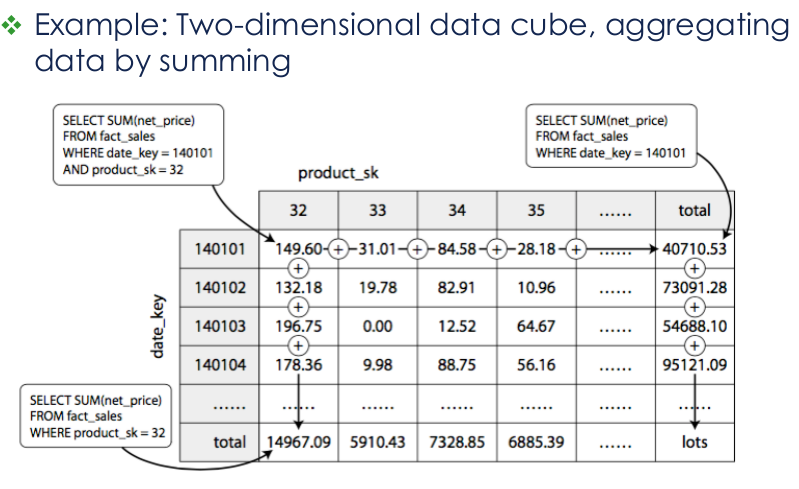 ❖ Example: Two-dimensional data cube, aggregating
data by summing
SELECT SUM(net_price)
FROM fact_sales
WHERE date_key = 140101
AND product_sk = 32
SELECT SUM(net_price)
FROM fact_sales
WHERE date_key = 140101
product_sk
32 33 34 35 ...... total
140101 149.60 + 31.01 + 84.58 + 28.18 + ...... 40710.53
+ +
140102 132.18 19.78 82.91 10.96 ...... 73091.28
+ +
140103 196.75 0.00 12.52 64.67 ...... 54688.10
+ +
140104 178.36 9.98 88.75 56.16 ...... 95121.09
...... ...... ...... ...... ...... ...... ......
total 14967.09 5910.43 7328.85 6885.39 ...... lots
date_key
SELECT SUM(net_price)
FROM fact_sales
WHERE product_sk = 32